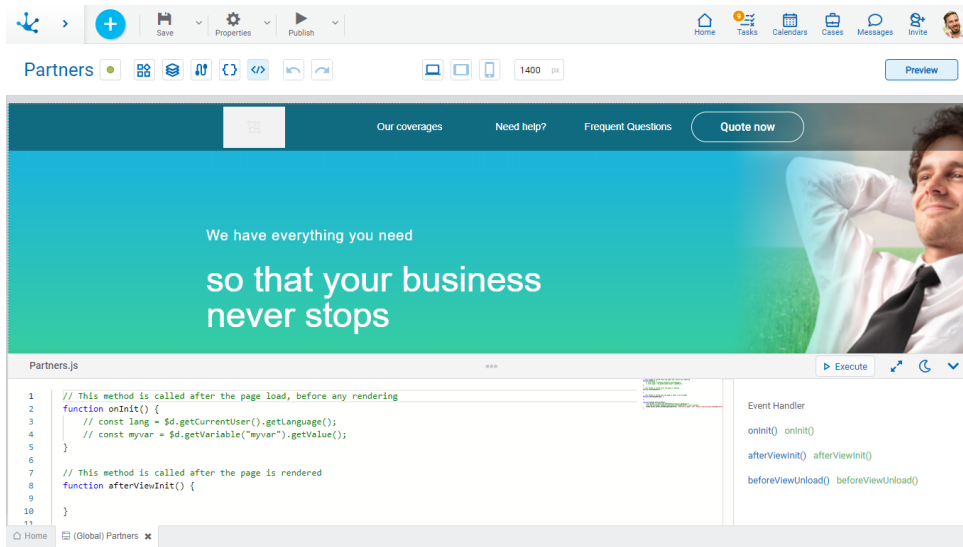 Save
Properties
Publish
Home
9
Tasks
Calendars
Cases
Messages
Invite
Partners
1400 px
Preview
Our coverages
Need help?
Frequent Questions
Quote now
We have everything you need
so that your business
never stops
Partners.js
Execute
1 // This method is called after the page load, before any rendering
2 function onInit() {
3 // const lang = $d.getCurrentUser().getLanguage();
4 // const myvar = $d.getVariable("myvar").getValue();
5 }
6
7 // This method is called after the page is rendered
8 function afterViewInit() {
9
10 }
11
Event Handler
onInit() onInit()
afterViewInit() afterViewInit()
beforeViewUnload() beforeViewUnload()
Home
(Global) Partners